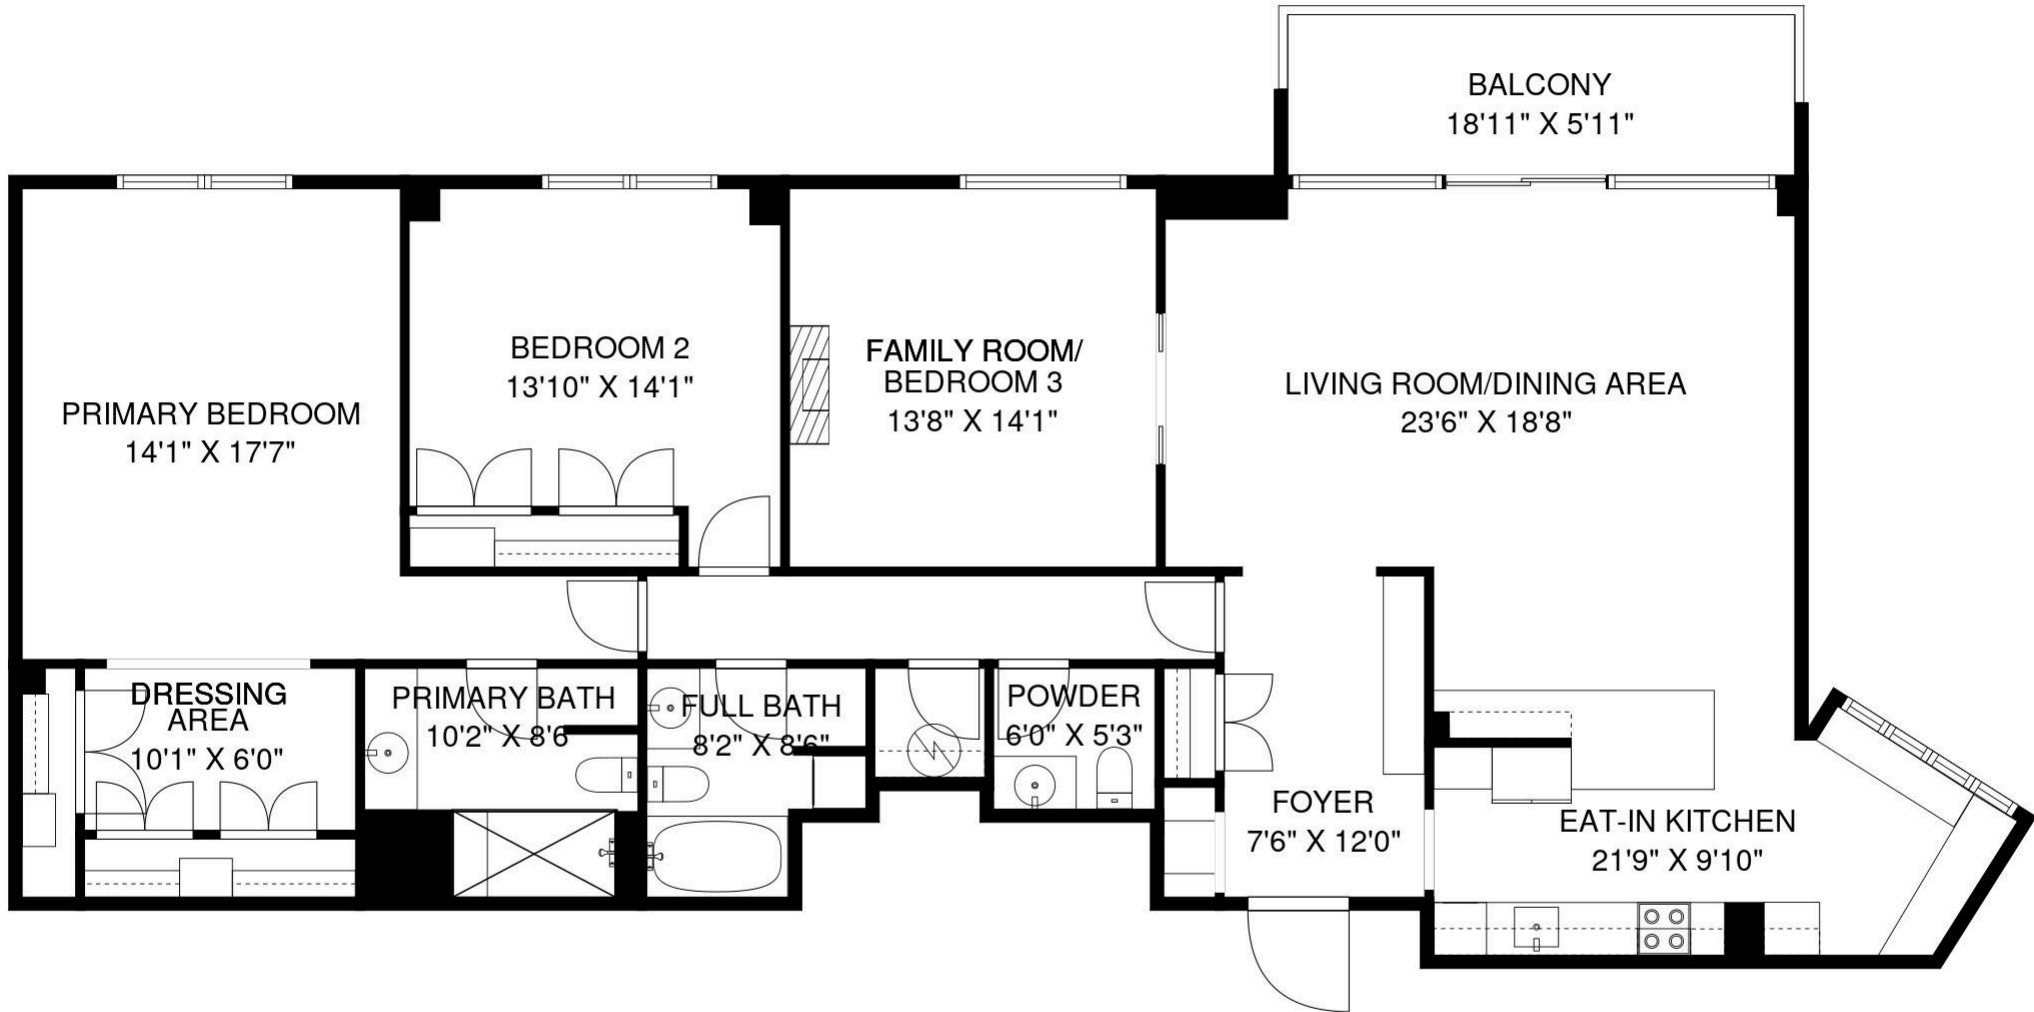 BALCONY
18'11" X 5'11"
BEDROOM 2
13'10" X 14'1"
FAMILY ROOM/
BEDROOM 3
13'8" X 14'1"
LIVING ROOM/DINING AREA
23'6" X 18'8"
PRIMARY BEDROOM
14'1" X 17'7"
DRESSING
AREA
10'1" X 6'0"
PRIMARY BATH
10'2" X 8'6
FULL BATH
8'2" X 8'6"
POWDER
6'0" X 5'3"
FOYER
7'6" X 12'0"
EAT-IN KITCHEN
21'9" X 9'10"